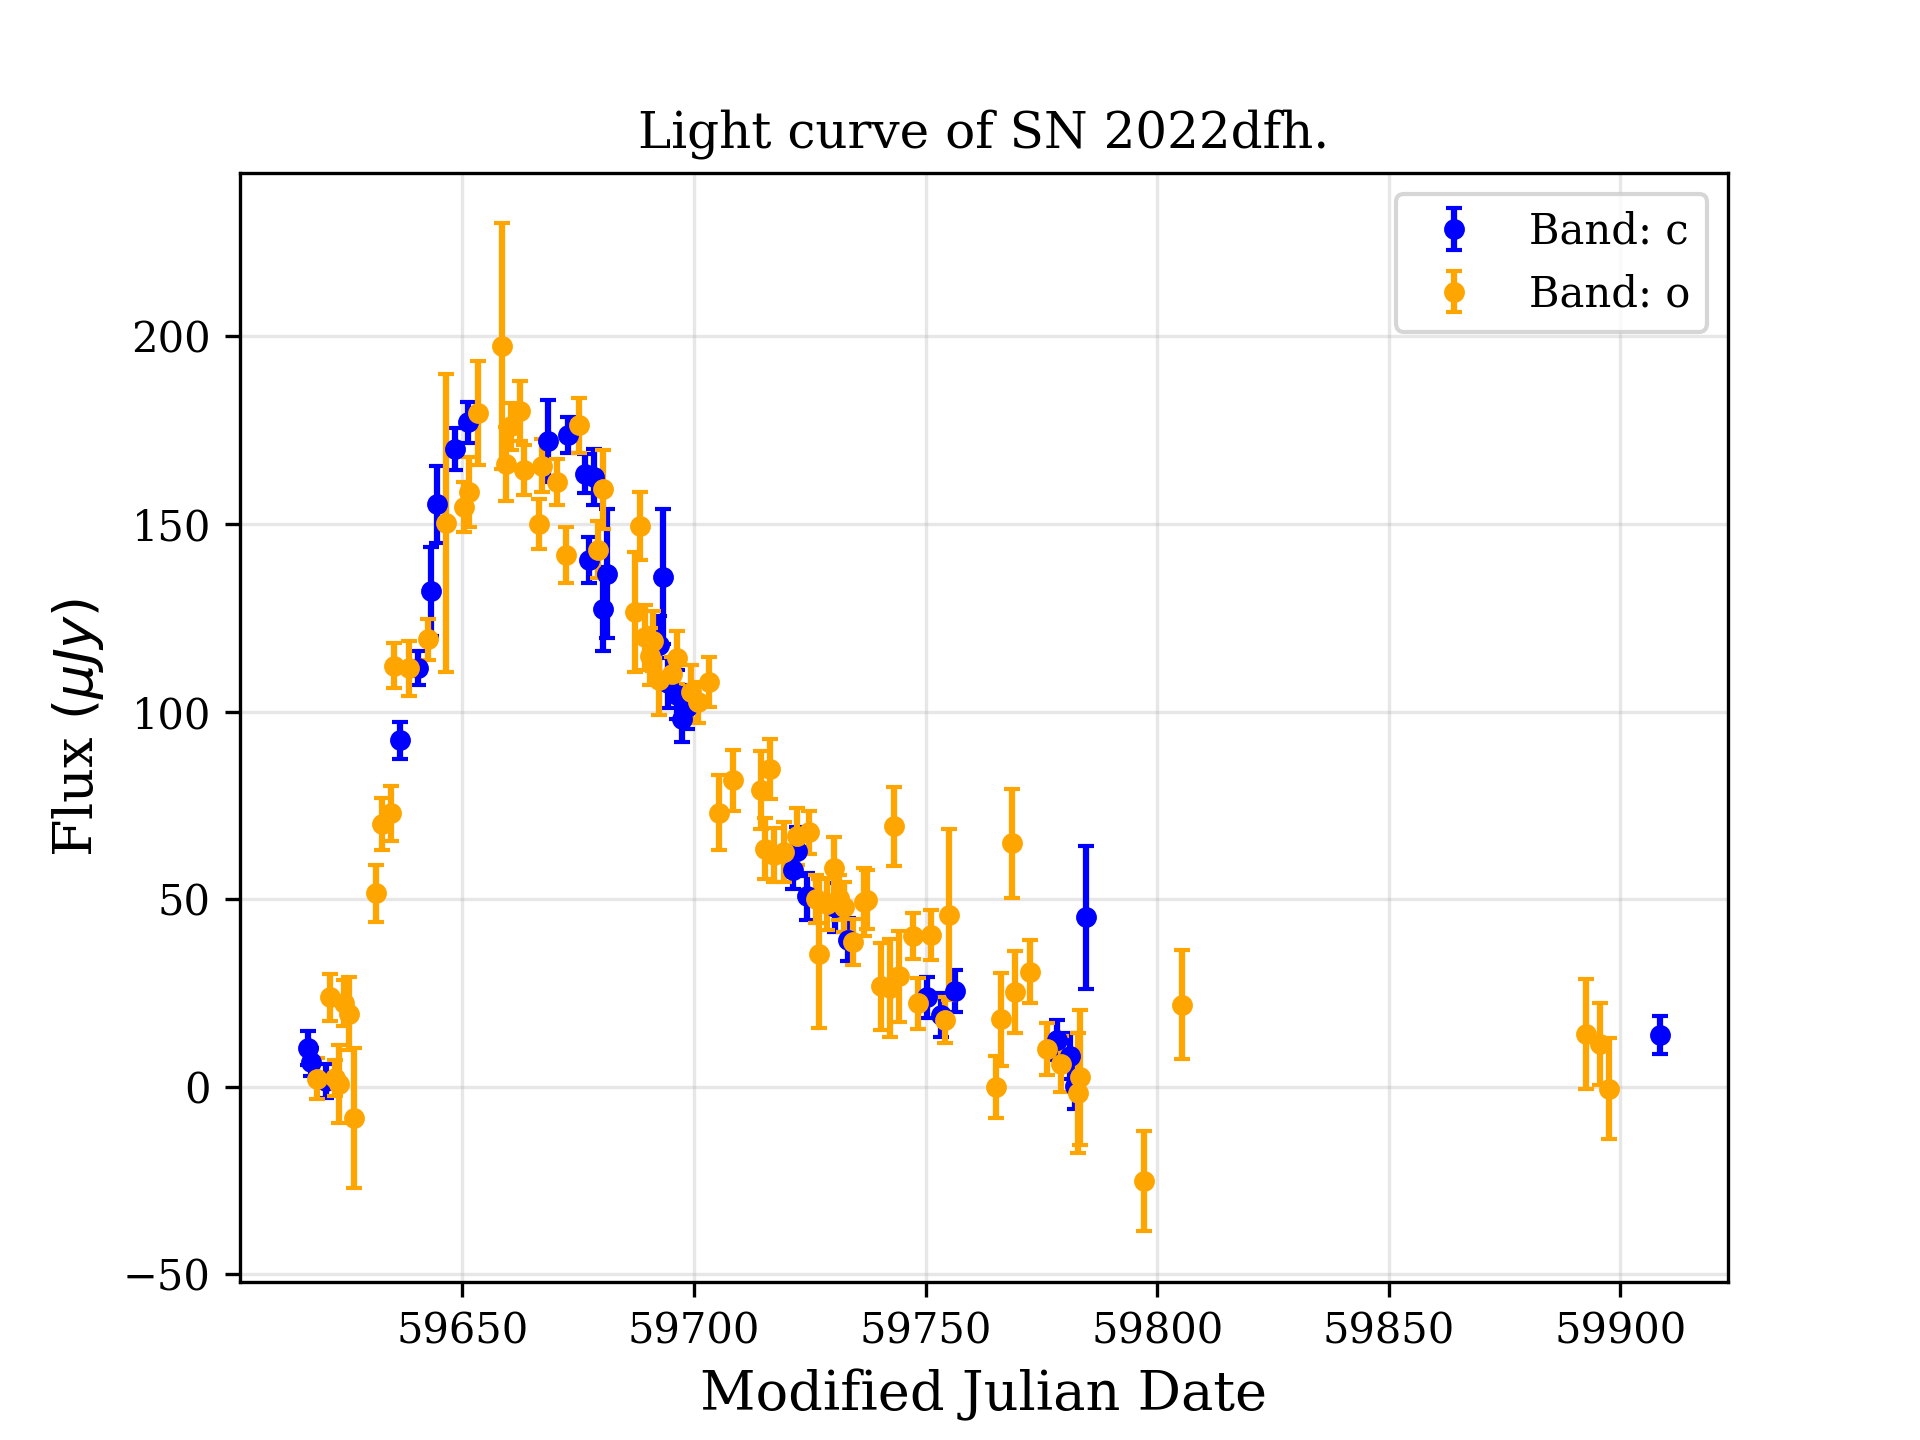 Light curve of SN 2022dfh.
Band: c
Band: o
200
150
100
50
0
−50
Flux (μJy)
59650 59700 59750 59800 59850 59900
Modified Julian Date